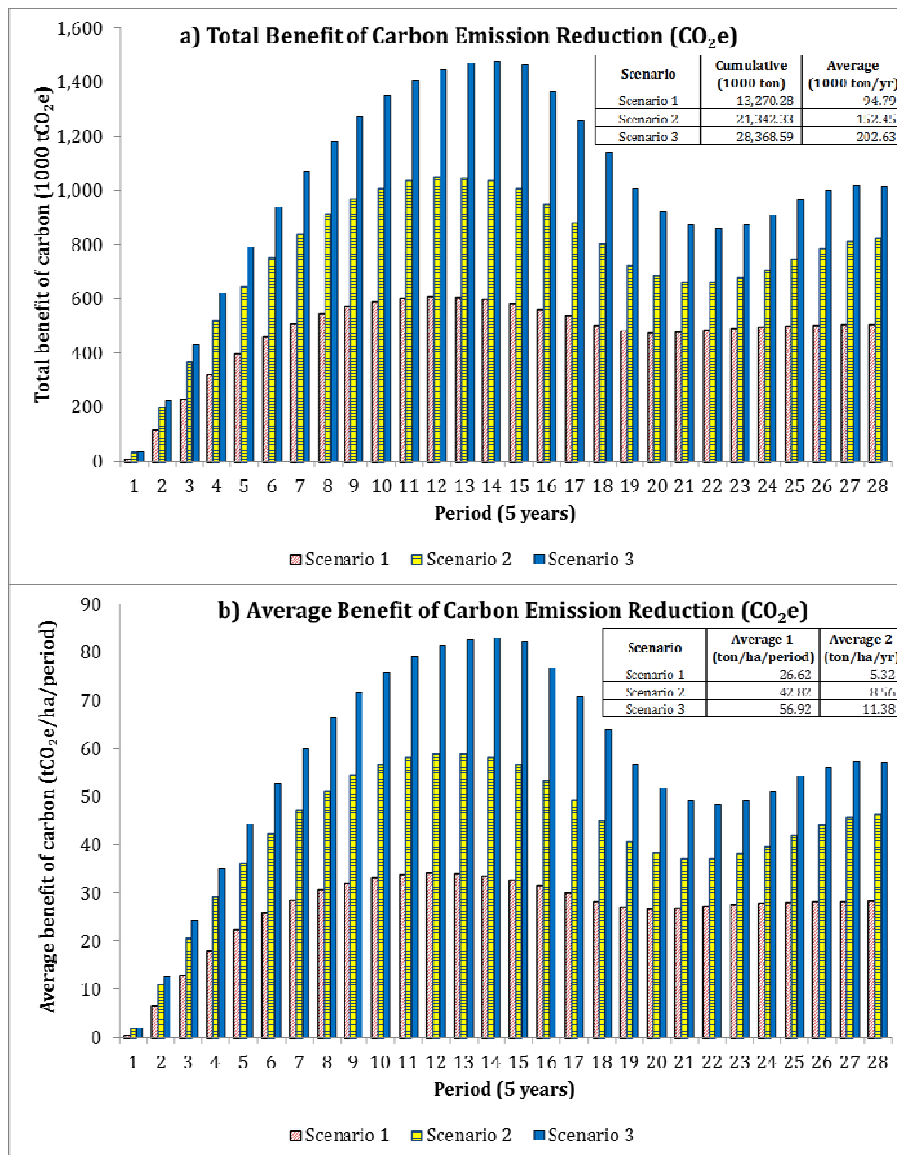 a) Total Benefit of Carbon Emission Reduction (CO₂e)
Scenario Cumulative (1000 ton) Average (1000 ton/yr)
Scenario 1 13,270.28 94.79
Scenario 2 21,342.33 152.45
Scenario 3 28,368.59 202.63
Total benefit of carbon (1000 tCO₂e)
1,600
1,400
1,200
1,000
800
600
400
200
0
1 2 3 4 5 6 7 8 9 10 11 12 13 14 15 16 17 18 19 20 21 22 23 24 25 26 27 28
Period (5 years)
Scenario 1 Scenario 2 Scenario 3
b) Average Benefit of Carbon Emission Reduction (CO₂e)
Scenario Average 1 (ton/ha/period) Average 2 (ton/ha/yr)
Scenario 1 26.62 5.32
Scenario 2 42.82 8.56
Scenario 3 56.92 11.38
Average benefit of carbon (tCO₂e/ha/period)
90
80
70
60
50
40
30
20
10
0
1 2 3 4 5 6 7 8 9 10 11 12 13 14 15 16 17 18 19 20 21 22 23 24 25 26 27 28
Period (5 years)
Scenario 1 Scenario 2 Scenario 3